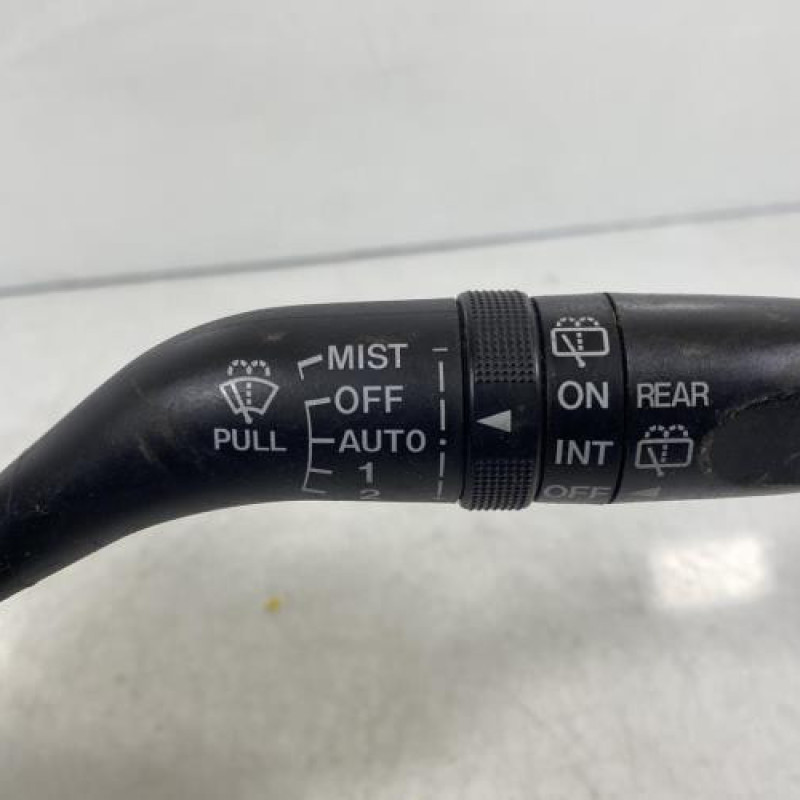 MIST
OFF
PULL
AUTO
1
2
ON
REAR
INT
OFF